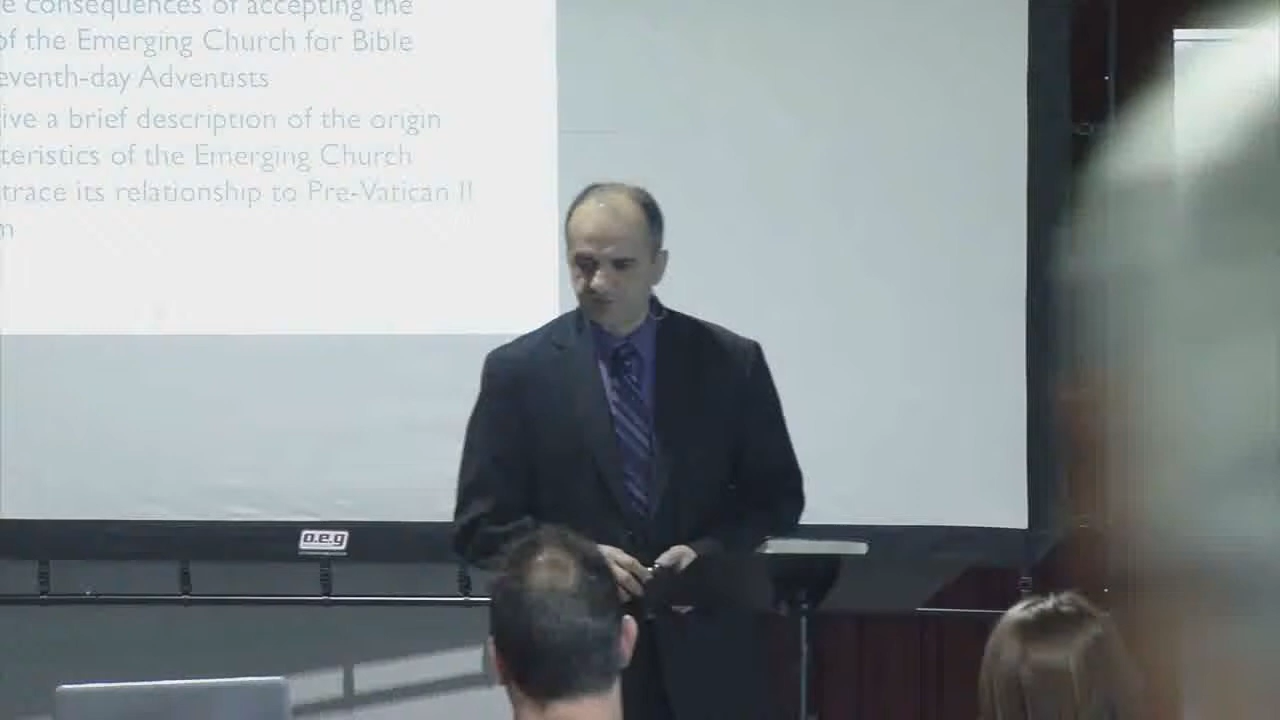 e consequences of accepting the
of the Emerging Church for Bible
eventh-day Adventists
ive a brief description of the origin
teristics of the Emerging Church
trace its relationship to Pre-Vatican II
m
o.e.g